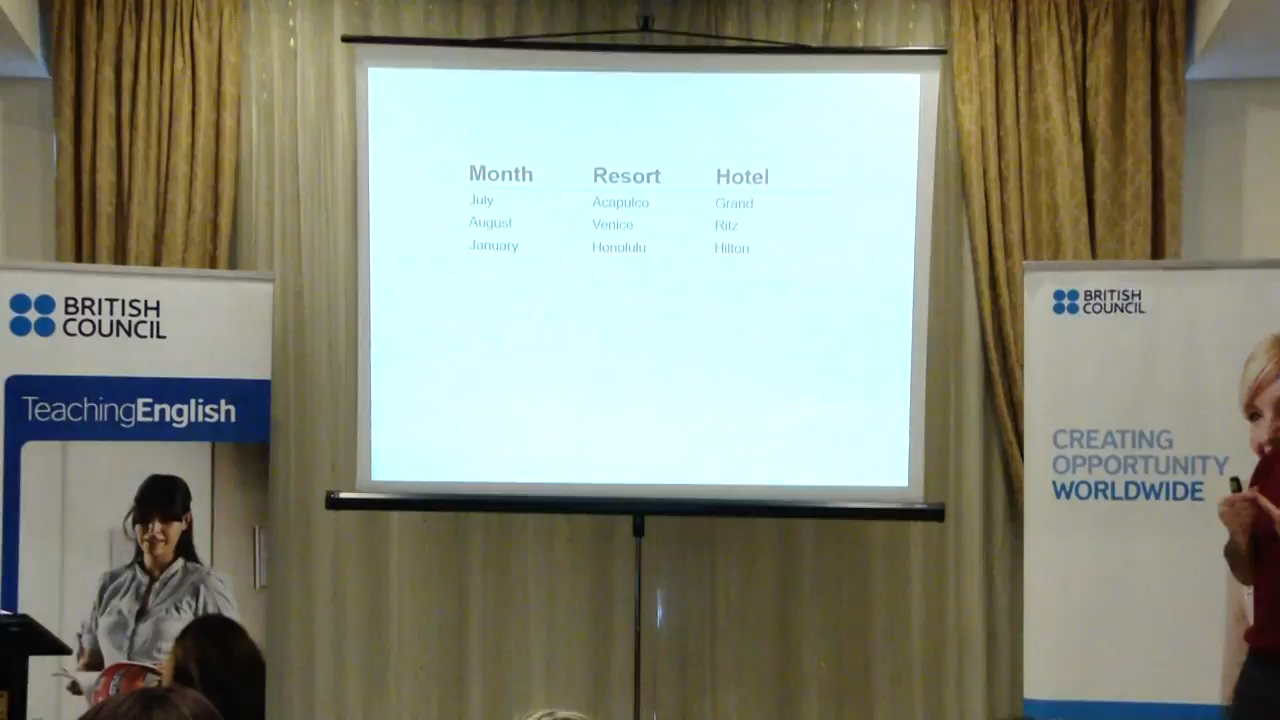 Month Resort Hotel
July Acapulco Grand
August Venice Ritz
January Honolulu Hilton
BRITISH
COUNCIL
TeachingEnglish
BRITISH
COUNCIL
CREATING
OPPORTUNITY
WORLDWIDE